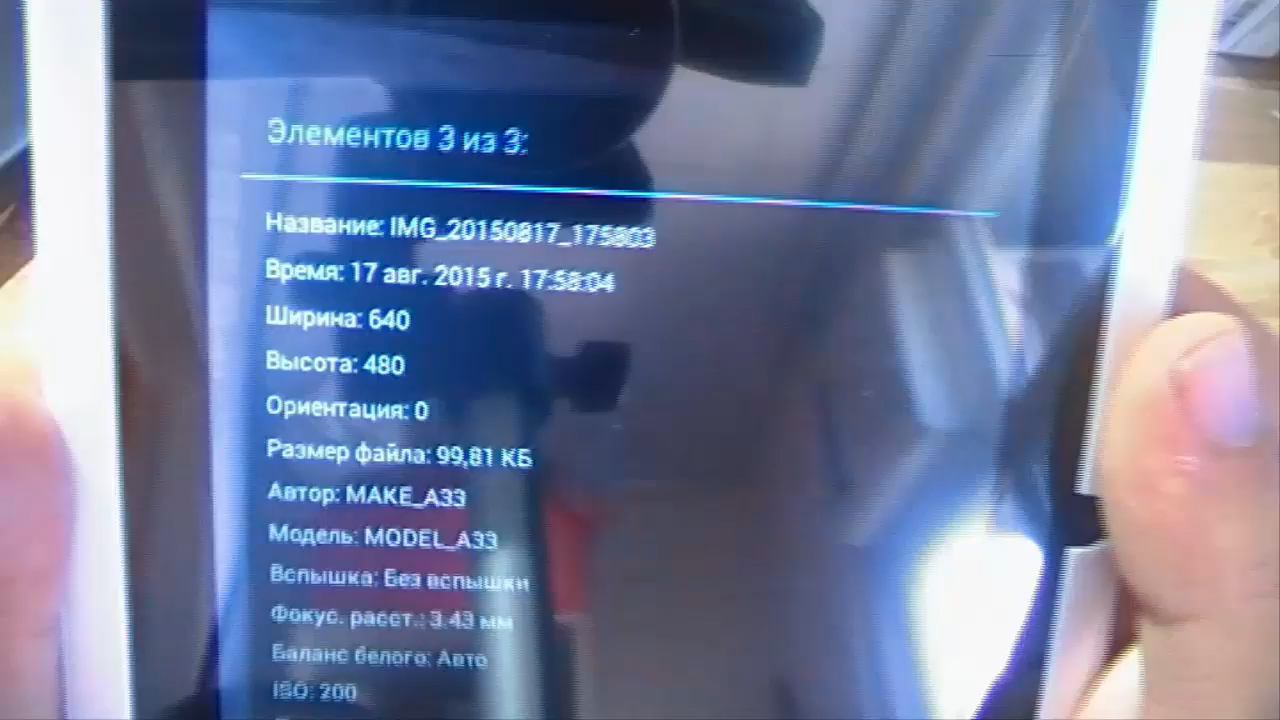 Элементов 3 из 3:
Название: IMG_20150817_175803
Время: 17 авг. 2015 г. 17:58:04
Ширина: 640
Высота: 480
Ориентация: 0
Размер файла: 99,81 КБ
Автор: MAKE_A33
Модель: MODEL_A33
Вспышка: Без вспышки
Фокус. расст.: 3.43 мм
Баланс белого: Авто
ISO: 200